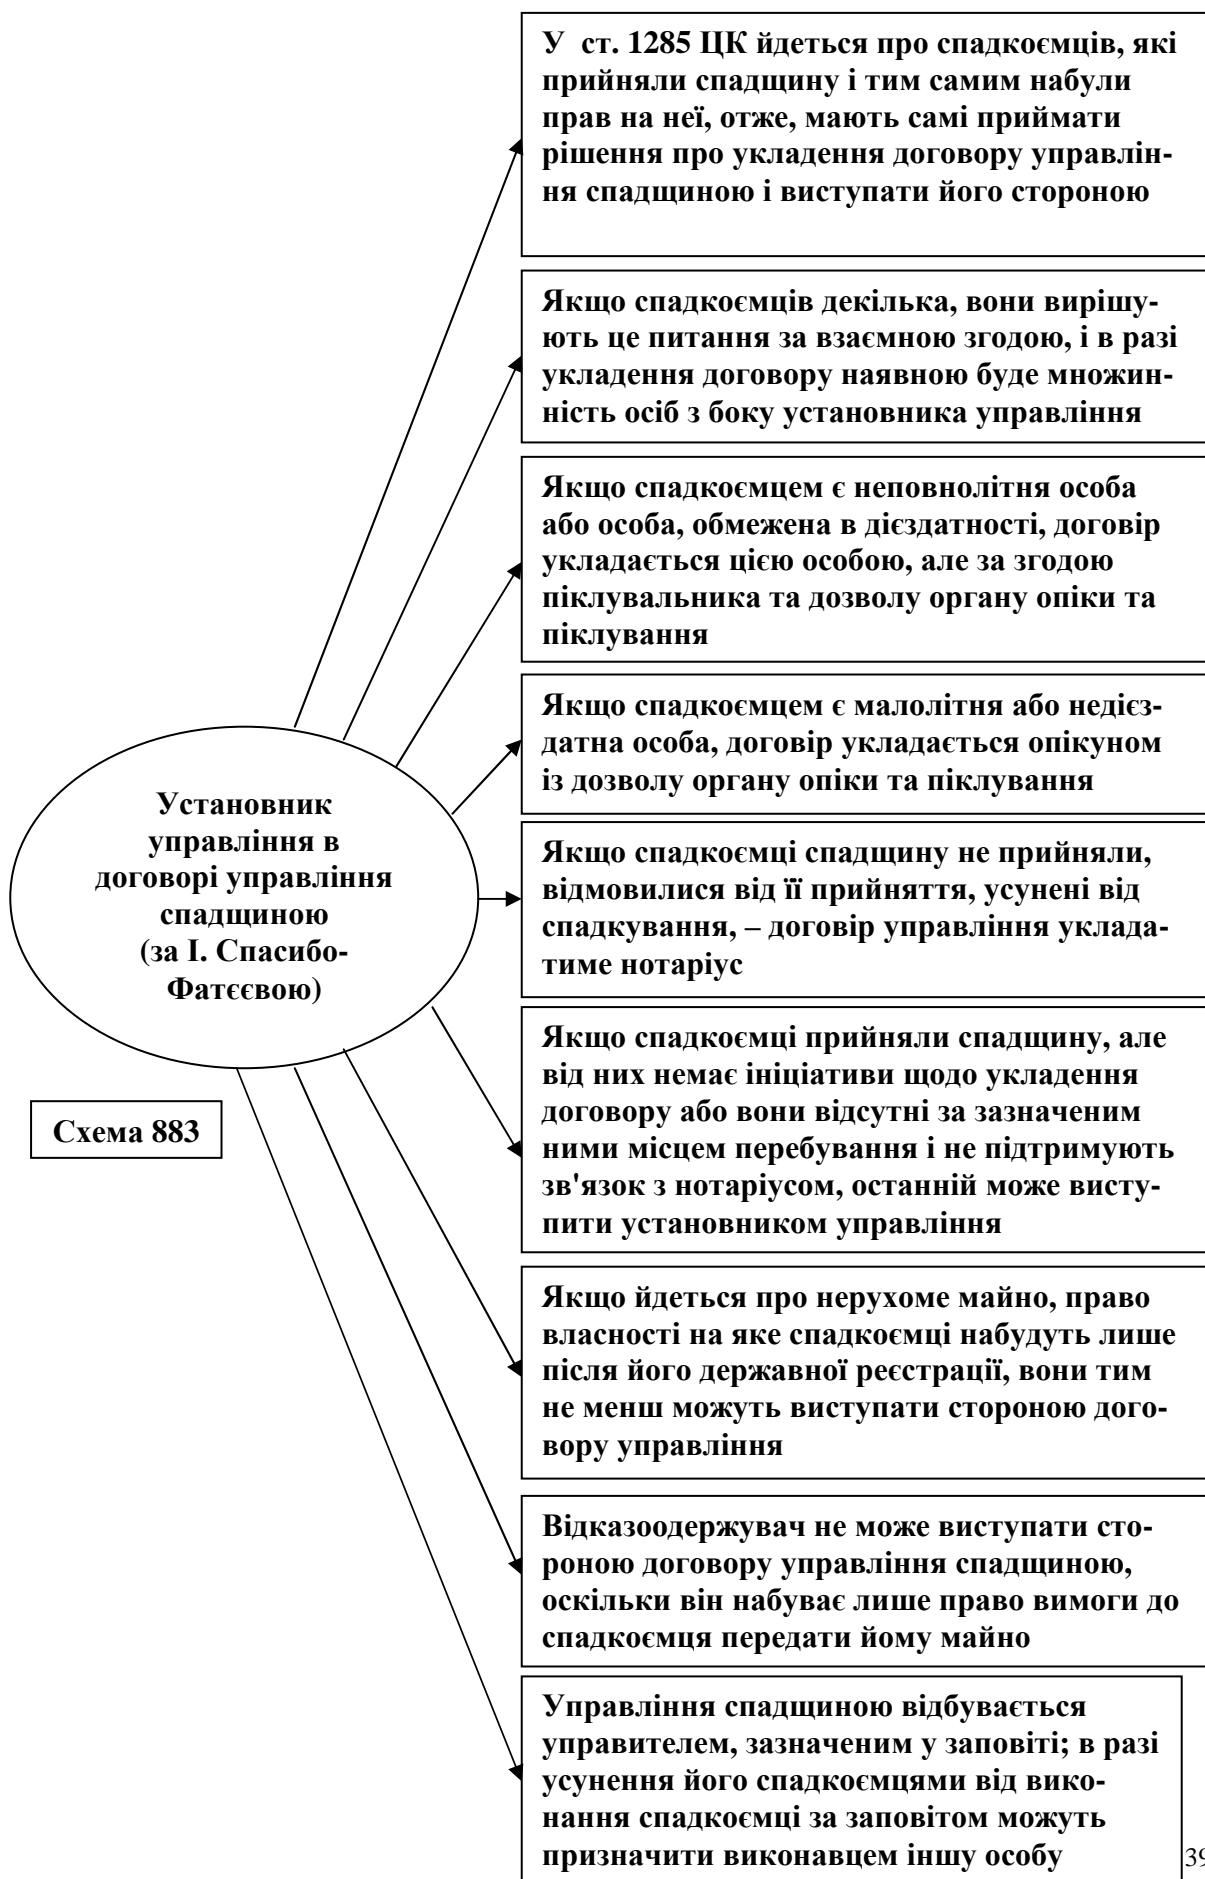 У ст. 1285 ЦК йдеться про спадкоємців, які
прийняли спадщину і тим самим набули
прав на неї, отже, мають самі приймати
рішення про укладення договору управлін-
ня спадщиною і виступати його стороною
Якщо спадкоємців декілька, вони вирішу-
ють це питання за взаємною згодою, і в разі
укладення договору наявною буде множин-
ність осіб з боку установника управління
Якщо спадкоємцем є неповнолітня особа
або особа, обмежена в дієздатності, договір
укладається цією особою, але за згодою
піклувальника та дозволу органу опіки та
піклування
Якщо спадкоємцем є малолітня або недієз-
датна особа, договір укладається опікуном
із дозволу органу опіки та піклування
Установник
управління в
договорі управління
спадщиною
(за І. Спасибо-
Фатєєвою)
Якщо спадкоємці спадщину не прийняли,
відмовилися від її прийняття, усунені від
спадкування, – договір управління уклада-
тиме нотаріус
Якщо спадкоємці прийняли спадщину, але
від них немає ініціативи щодо укладення
договору або вони відсутні за зазначеним
ними місцем перебування і не підтримують
зв'язок з нотаріусом, останній може висту-
пити установником управління
Схема 883
Якщо йдеться про нерухоме майно, право
власності на яке спадкоємці набудуть лише
після його державної реєстрації, вони тим
не менш можуть виступати стороною дого-
вору управління
Відказоодержувач не може виступати сто-
роною договору управління спадщиною,
оскільки він набуває лише право вимоги до
спадкоємця передати йому майно
Управління спадщиною відбувається
управителем, зазначеним у заповіті; в разі
усунення його спадкоємцями від вико-
нання спадкоємці за заповітом можуть
призначити виконавцем іншу особу